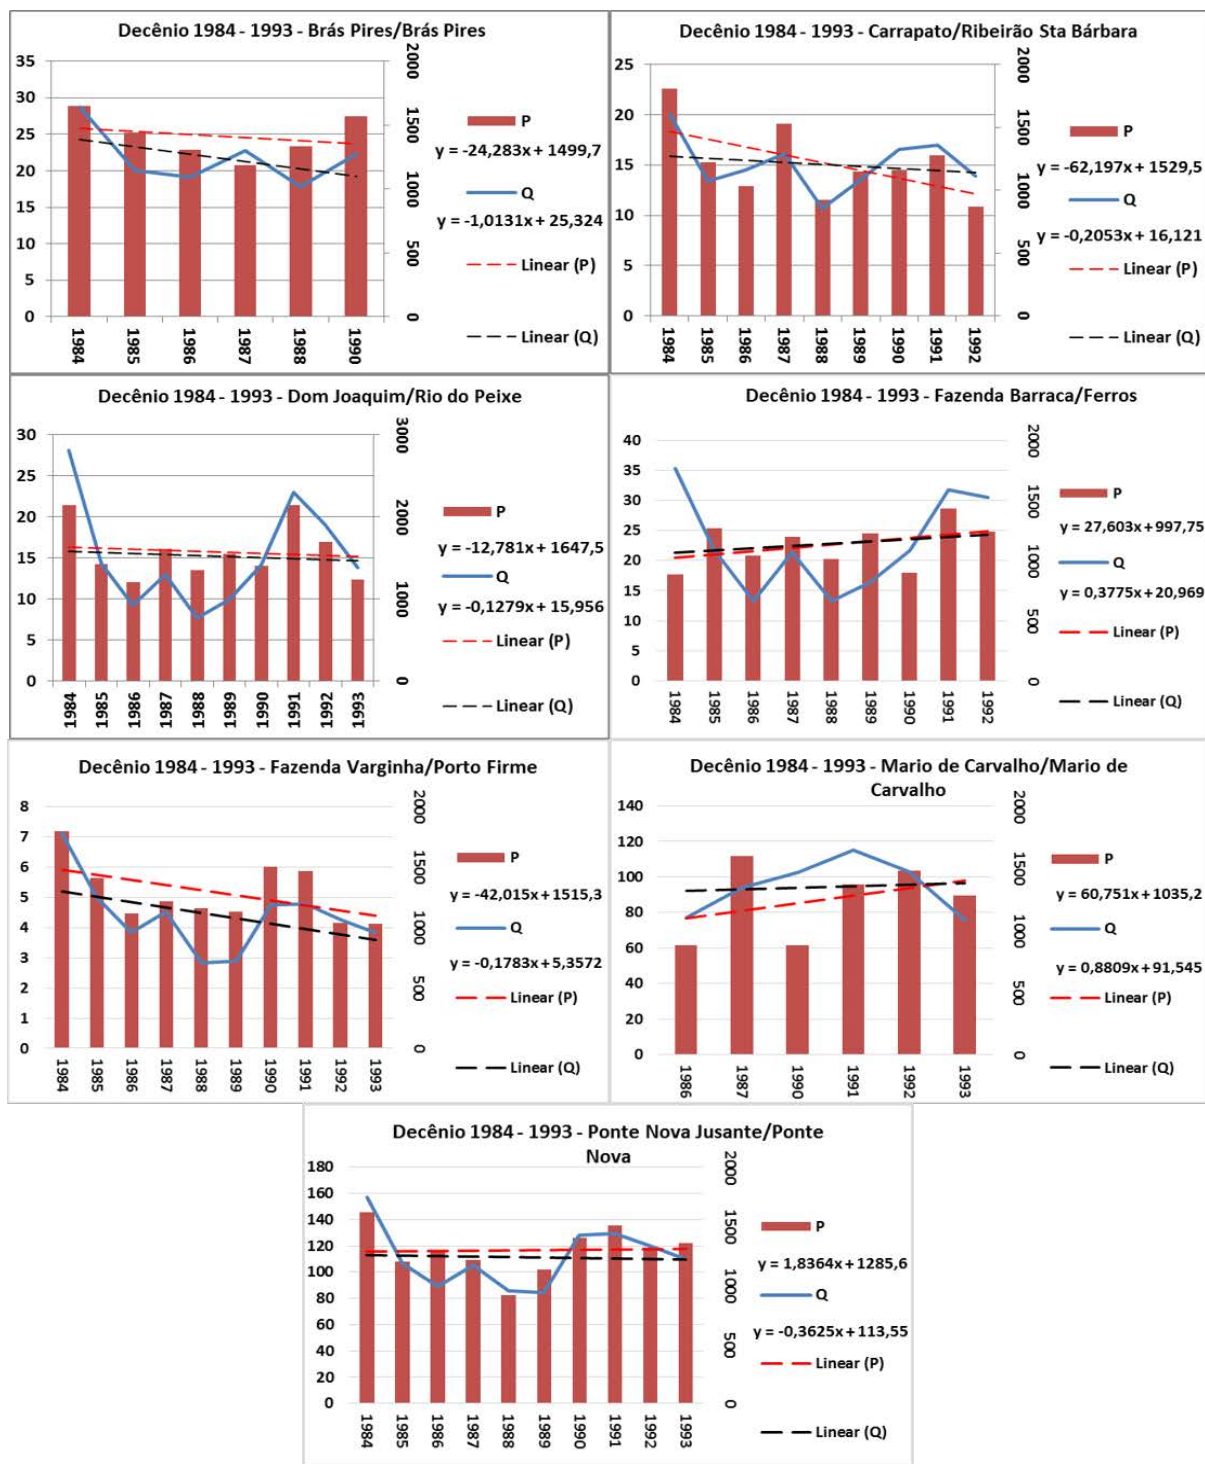 Decênio 1984 - 1993 - Brás Pires/Brás Pires
35
30
25
20
15
10
5
0
2000
1500
1000
500
0
1984
1985
1986
1987
1988
1990
P
y = -24,283x + 1499,7
Q
y = -1,0131x + 25,324
Linear (P)
Linear (Q)
Decênio 1984 - 1993 - Carrapato/Ribeirão Sta Bárbara
25
20
15
10
5
0
2000
1500
1000
500
0
1984
1985
1986
1987
1988
1989
1990
1991
1992
P
y = -62,197x + 1529,5
Q
y = -0,2053x + 16,121
Linear (P)
Linear (Q)
Decênio 1984 - 1993 - Dom Joaquim/Rio do Peixe
30
25
20
15
10
5
0
3000
2000
1000
0
1984
1985
1986
1987
1988
1989
1990
1991
1992
1993
P
y = -12,781x + 1647,5
Q
y = -0,1279x + 15,956
Linear (P)
Linear (Q)
Decênio 1984 - 1993 - Fazenda Barraca/Ferros
40
35
30
25
20
15
10
5
0
2000
1500
1000
500
0
1984
1985
1986
1987
1988
1989
1990
1991
1992
P
y = 27,603x + 997,75
Q
y = 0,3775x + 20,969
Linear (P)
Linear (Q)
Decênio 1984 - 1993 - Fazenda Varginha/Porto Firme
8
7
6
5
4
3
2
1
0
2000
1500
1000
500
0
1984
1985
1986
1987
1988
1989
1990
1991
1992
1993
P
y = -42,015x + 1515,3
Q
y = -0,1783x + 5,3572
Linear (P)
Linear (Q)
Decênio 1984 - 1993 - Mario de Carvalho/Mario de
Carvalho
140
120
100
80
60
40
20
0
2000
1500
1000
500
0
1986
1987
1990
1991
1992
1993
P
y = 60,751x + 1035,2
Q
y = 0,8809x + 91,545
Linear (P)
Linear (Q)
Decênio 1984 - 1993 - Ponte Nova Jusante/Ponte
Nova
180
160
140
120
100
80
60
40
20
0
2000
1500
1000
500
0
1984
1985
1986
1987
1988
1989
1990
1991
1992
1993
P
y = 1,8364x + 1285,6
Q
y = -0,3625x + 113,55
Linear (P)
Linear (Q)